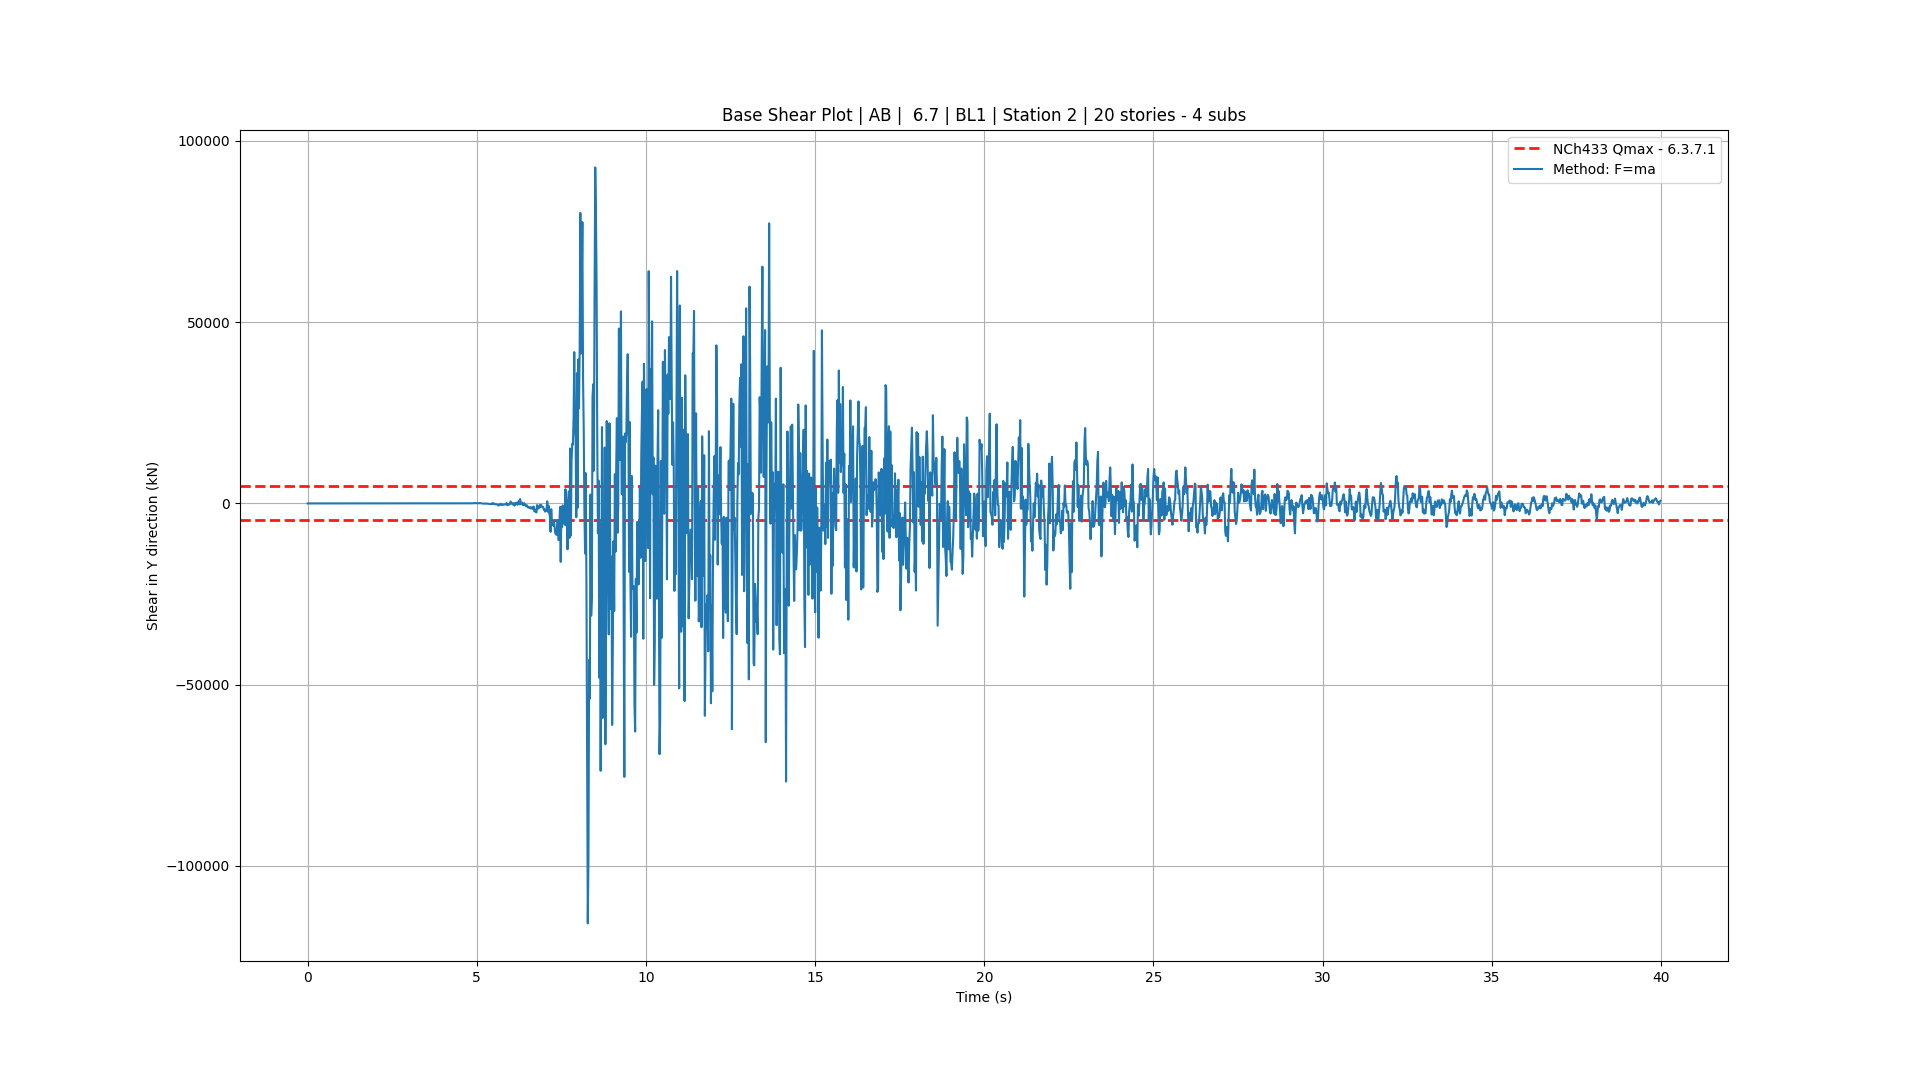 Base Shear Plot | AB |  6.7 | BL1 | Station 2 | 20 stories - 4 subs
NCh433 Qmax - 6.3.7.1
Method: F=ma
100000
50000
0
−50000
−100000
Shear in Y direction (kN)
0 5 10 15 20 25 30 35 40
Time (s)